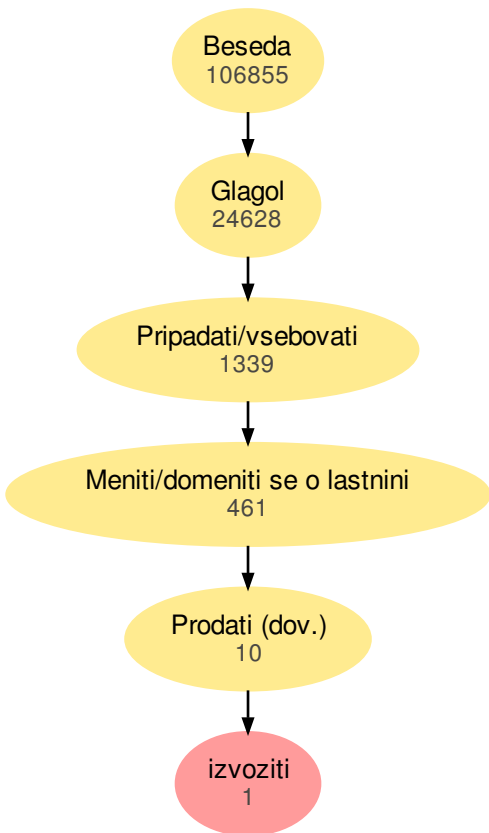 Beseda
106855
Glagol
24628
Pripadati/vsebovati
1339
Meniti/domeniti se o lastnini
461
Prodati (dov.)
10
izvoziti
1